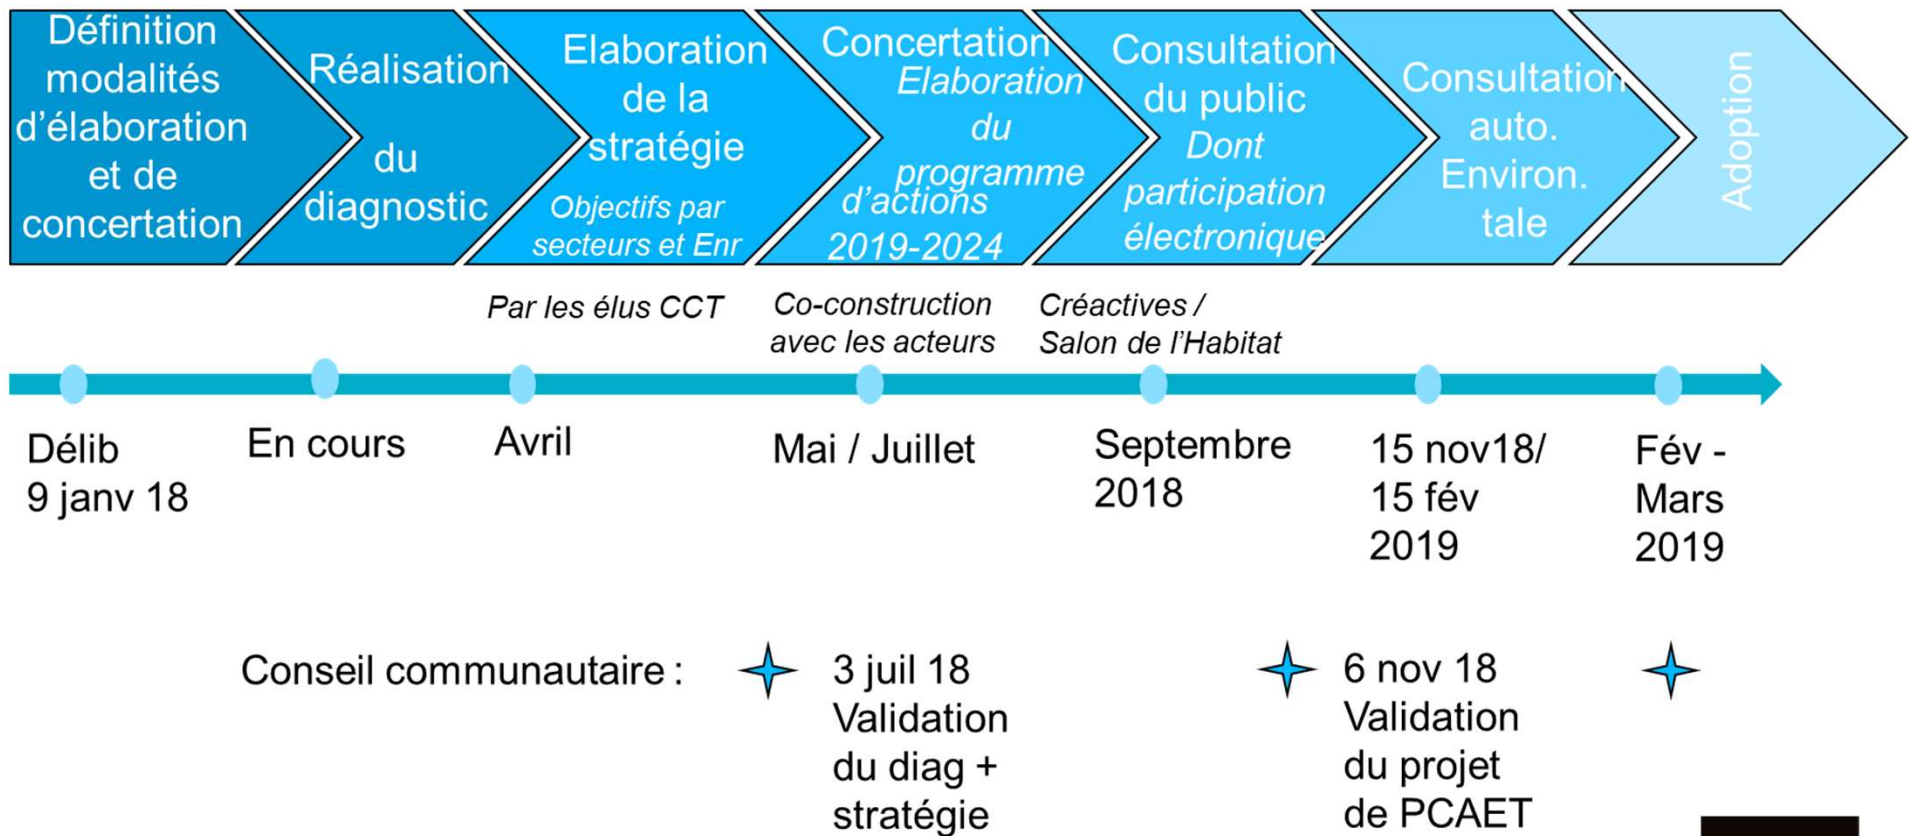 Définition
modalités
d’élaboration
et de
concertation
Réalisation
du
diagnostic
Elaboration
de la
stratégie
Objectifs par
secteurs et Enr
Concertation
Elaboration
du
programme
d’actions
2019-2024
Consultation
du public
Dont
participation
électronique
Consultation
auto.
Environ.
tale
Adoption
Par les élus CCT
Co-construction
avec les acteurs
Créactives /
Salon de l’Habitat
Délib
9 janv 18
En cours
Avril
Mai / Juillet
Septembre
2018
15 nov18/
15 fév
2019
Fév -
Mars
2019
Conseil communautaire :
3 juil 18
Validation
du diag +
stratégie
6 nov 18
Validation
du projet
de PCAET